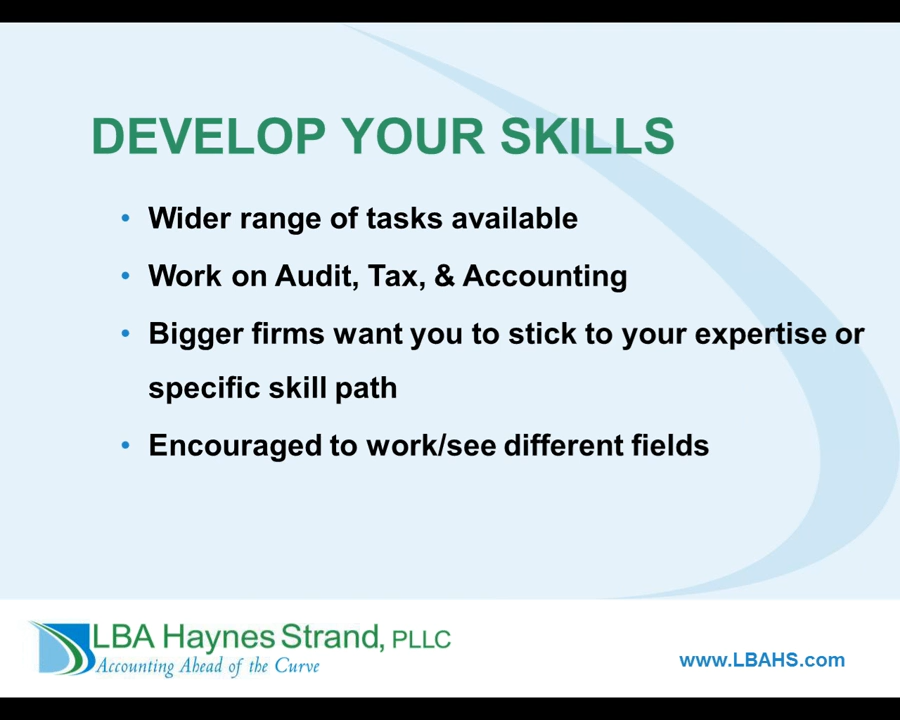 DEVELOP YOUR SKILLS
• Wider range of tasks available
• Work on Audit, Tax, & Accounting
• Bigger firms want you to stick to your expertise or
specific skill path
• Encouraged to work/see different fields
LBA Haynes Strand, PLLC
Accounting Ahead of the Curve
www.LBAHS.com